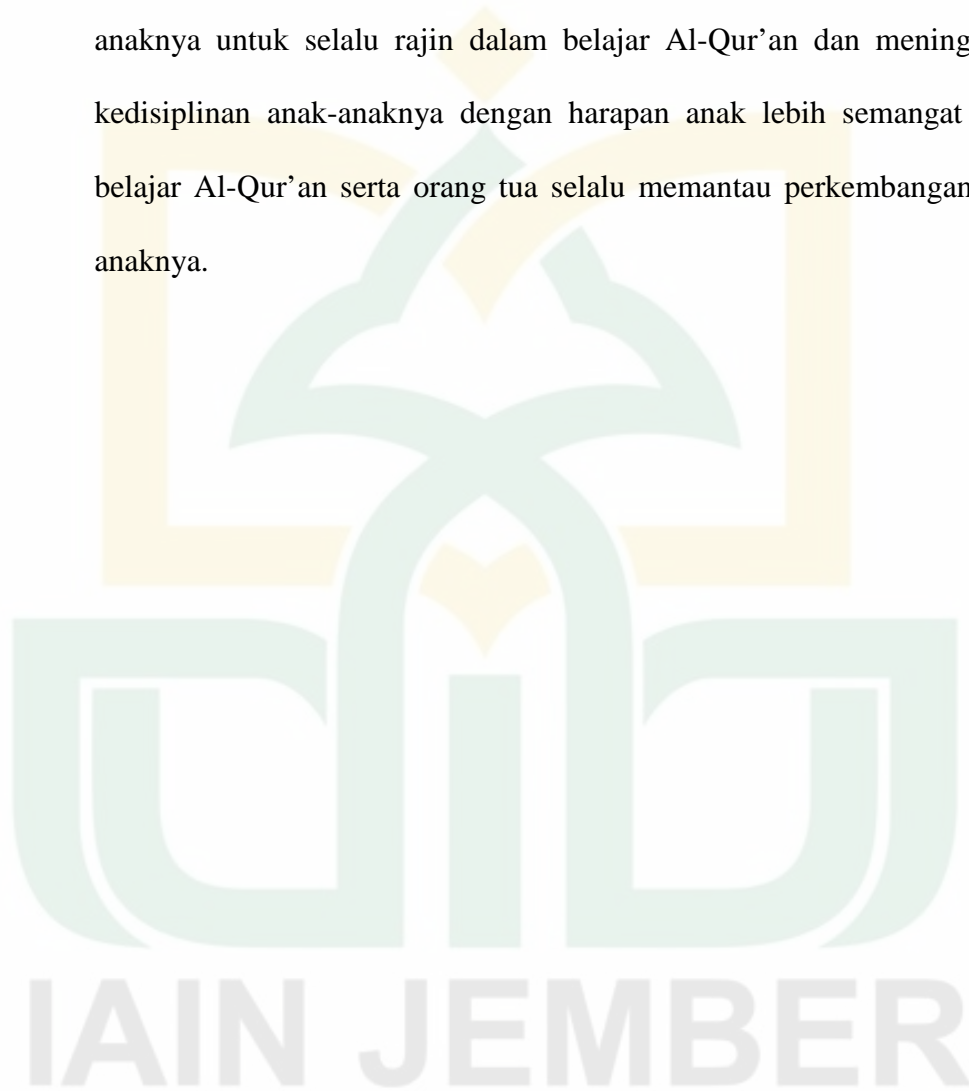 anaknya untuk selalu rajin dalam belajar Al-Qur’an dan mening
kedisiplinan anak-anaknya dengan harapan anak lebih semangat
belajar Al-Qur’an serta orang tua selalu memantau perkembangan
anaknya.
IAIN JEMBER